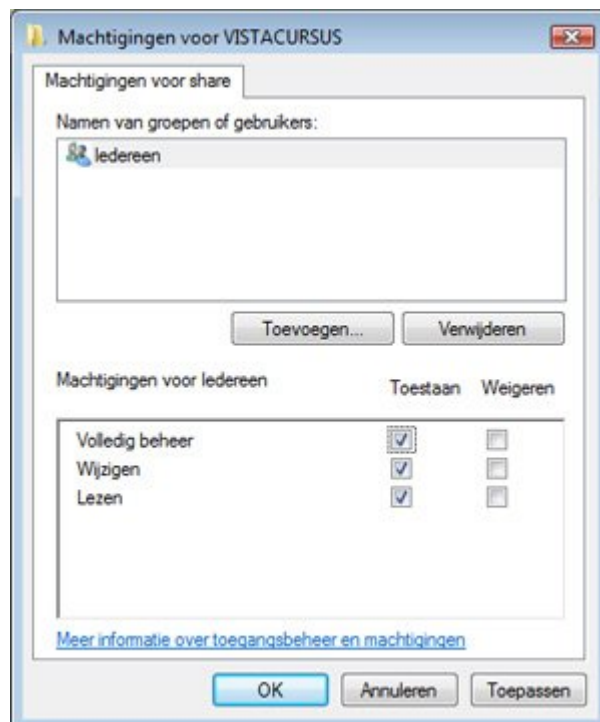 Machtigingen voor VISTACURSUS
Machtigingen voor share
Namen van groepen of gebruikers:
Iedereen
Toevoegen... Verwijderen
Machtigingen voor Iedereen Toestaan Weigeren
Volledig beheer
Wijzigen
Lezen
Meer informatie over toegangsbeheer en machtigingen
OK Annuleren Toepassen